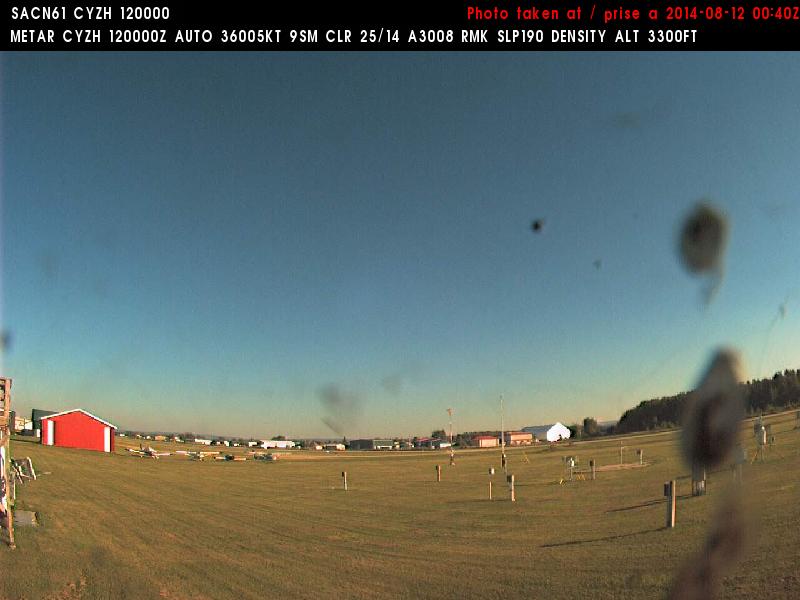 SACN61 CYZH 120000
Photo taken at / prise a 2014-08-12 00:40Z
METAR CYZH 120000Z AUTO 36005KT 9SM CLR 25/14 A3008 RMK SLP190 DENSITY ALT 3300FT